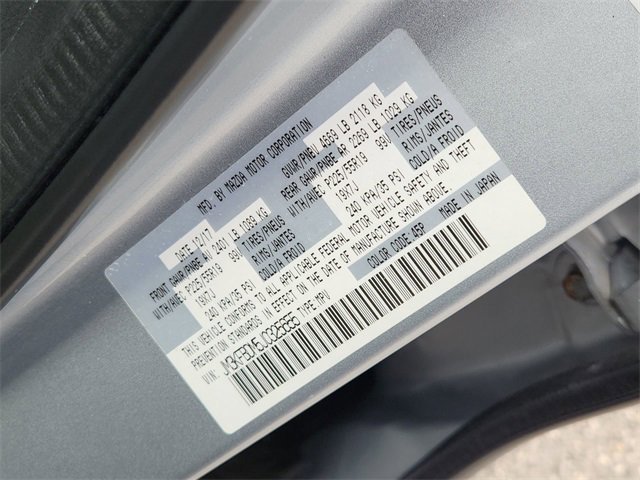 MFD. BY MAZDA MOTOR CORPORATION
DATE: 12/17 GVWR/PNBV 4669 LB 2118 KG
FRONT GAWR/PNBE AV 2401 LB 1089 KG REAR GAWR/PNBE AR 2269 LB 1029 KG
WITH/AVEC P225/55R19 99V TIRES/PNEUS WITH/AVEC P225/55R19 99V TIRES/PNEUS
19X7J RIMS/JANTES 19X7J RIMS/JANTES
240 KPA/35 PSI COLD/A FROID 240 KPA/35 PSI COLD/A FROID
THIS VEHICLE CONFORMS TO ALL APPLICABLE FEDERAL MOTOR VEHICLE SAFETY AND THEFT
PREVENTION STANDARDS IN EFFECT ON THE DATE OF MANUFACTURE SHOWN ABOVE.
VIN: TYPE: MPV COLOR CODE: 45P MADE IN JAPAN